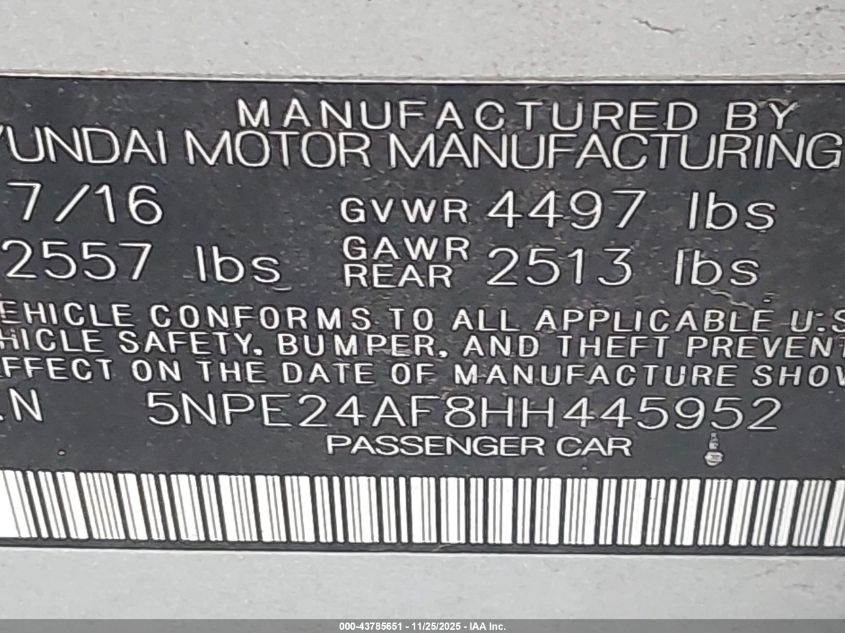 MANUFACTURED BY
YUNDAI MOTOR MANUFACTURING
7/16 GVWR 4497 lbs
2557 lbs GAWR REAR 2513 lbs
EHICLE CONFORMS TO ALL APPLICABLE U.S
HICLE SAFETY, BUMPER, AND THEFT PREVENT
EFFECT ON THE DATE OF MANUFACTURE SHOW
.N 5NPE24AF8HH445952
PASSENGER CAR
000-43785651 - 11/25/2025 - IAA Inc.